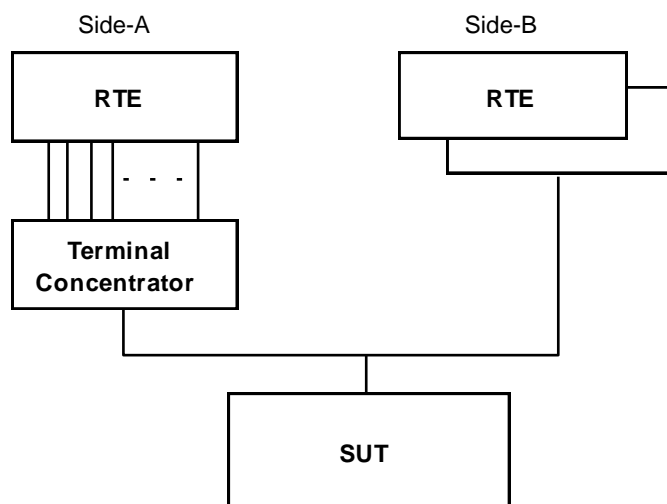 Side-A
Side-B
RTE
RTE
- - -
Terminal
Concentrator
SUT